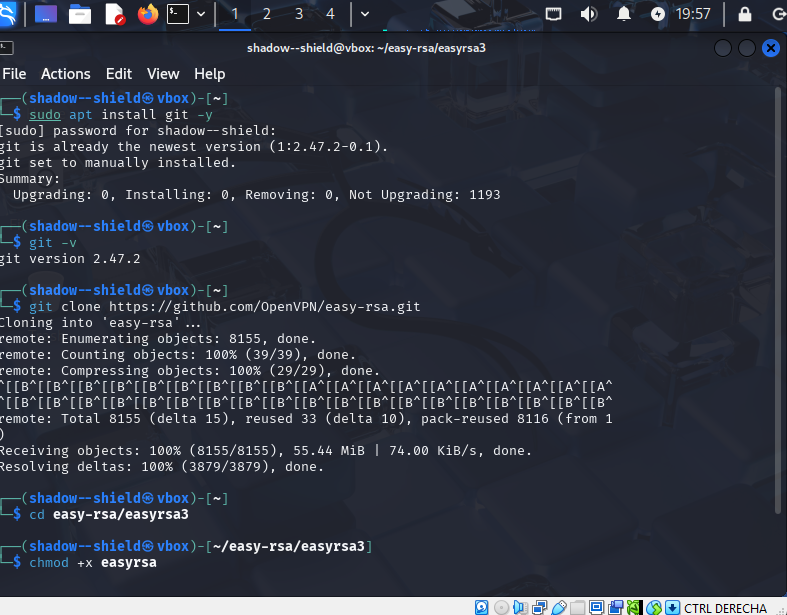 1 2 3 4 19:57
shadow--shield@vbox: ~/easy-rsa/easyrsa3
File Actions Edit View Help
┌──(shadow--shield㉿vbox)-[~]
└─$ sudo apt install git -y
[sudo] password for shadow--shield:
git is already the newest version (1:2.47.2-0.1).
git set to manually installed.
Summary:
  Upgrading: 0, Installing: 0, Removing: 0, Not Upgrading: 1193
┌──(shadow--shield㉿vbox)-[~]
└─$ git -v
git version 2.47.2
┌──(shadow--shield㉿vbox)-[~]
└─$ git clone https://github.com/OpenVPN/easy-rsa.git
Cloning into 'easy-rsa'...
remote: Enumerating objects: 8155, done.
remote: Counting objects: 100% (39/39), done.
remote: Compressing objects: 100% (29/29), done.
^[[B^[[B^[[B^[[B^[[B^[[B^[[B^[[B^[[B^[[A^[[A^[[A^[[A^[[A^[[A^[[A^[[A^[[A^[[A^
^[[B^[[B^[[B^[[B^[[B^[[B^[[B^[[B^[[B^[[B^[[B^[[B^[[B^[[B^[[B^[[B^[[B^[[B^[[B^
remote: Total 8155 (delta 15), reused 33 (delta 10), pack-reused 8116 (from 1
)
Receiving objects: 100% (8155/8155), 55.44 MiB | 74.00 KiB/s, done.
Resolving deltas: 100% (3879/3879), done.
┌──(shadow--shield㉿vbox)-[~]
└─$ cd easy-rsa/easyrsa3
┌──(shadow--shield㉿vbox)-[~/easy-rsa/easyrsa3]
└─$ chmod +x easyrsa
CTRL DERECHA